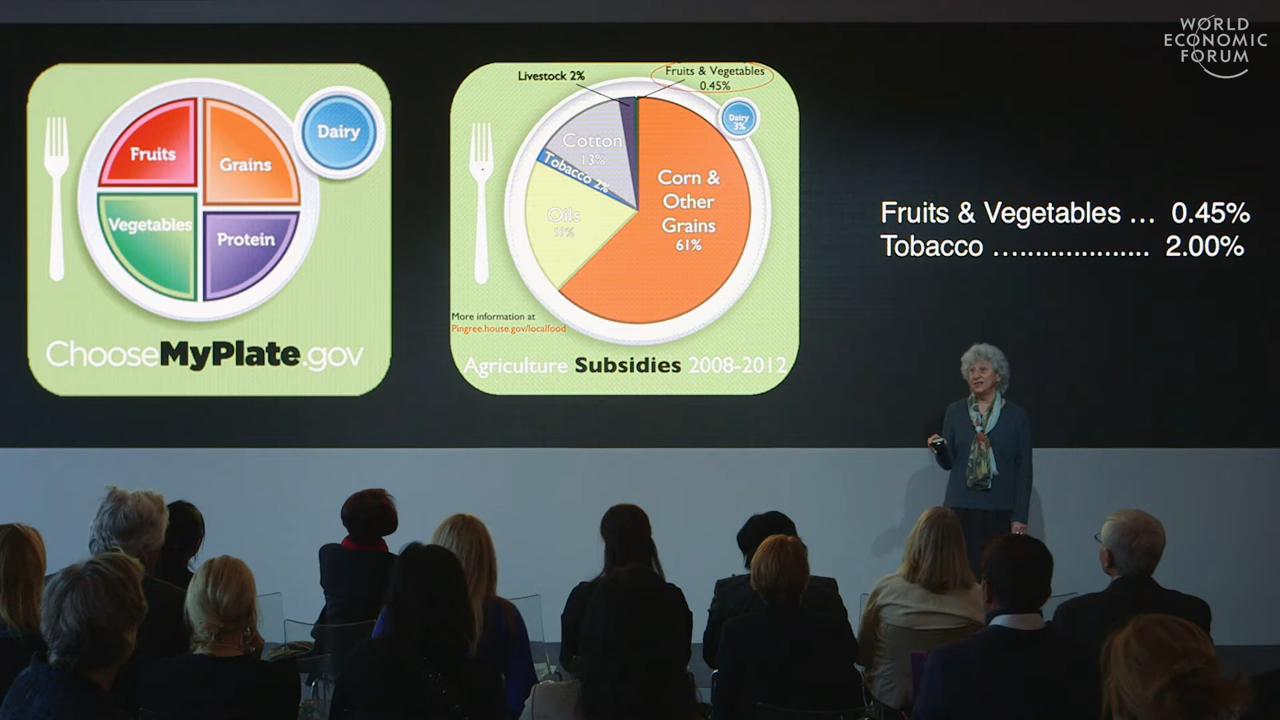 WORLD
ECONOMIC
FORUM
Fruits
Grains
Dairy
Vegetables
Protein
ChooseMyPlate.gov
Livestock 2%
Fruits & Vegetables
0.45%
Dairy
3%
Cotton
13%
Tobacco 2%
Corn &
Other
Grains
61%
Oils
19%
More information at
Pingree.house.gov/localfood
Agriculture Subsidies 2008-2012
Fruits & Vegetables ... 0.45%
Tobacco ...................... 2.00%